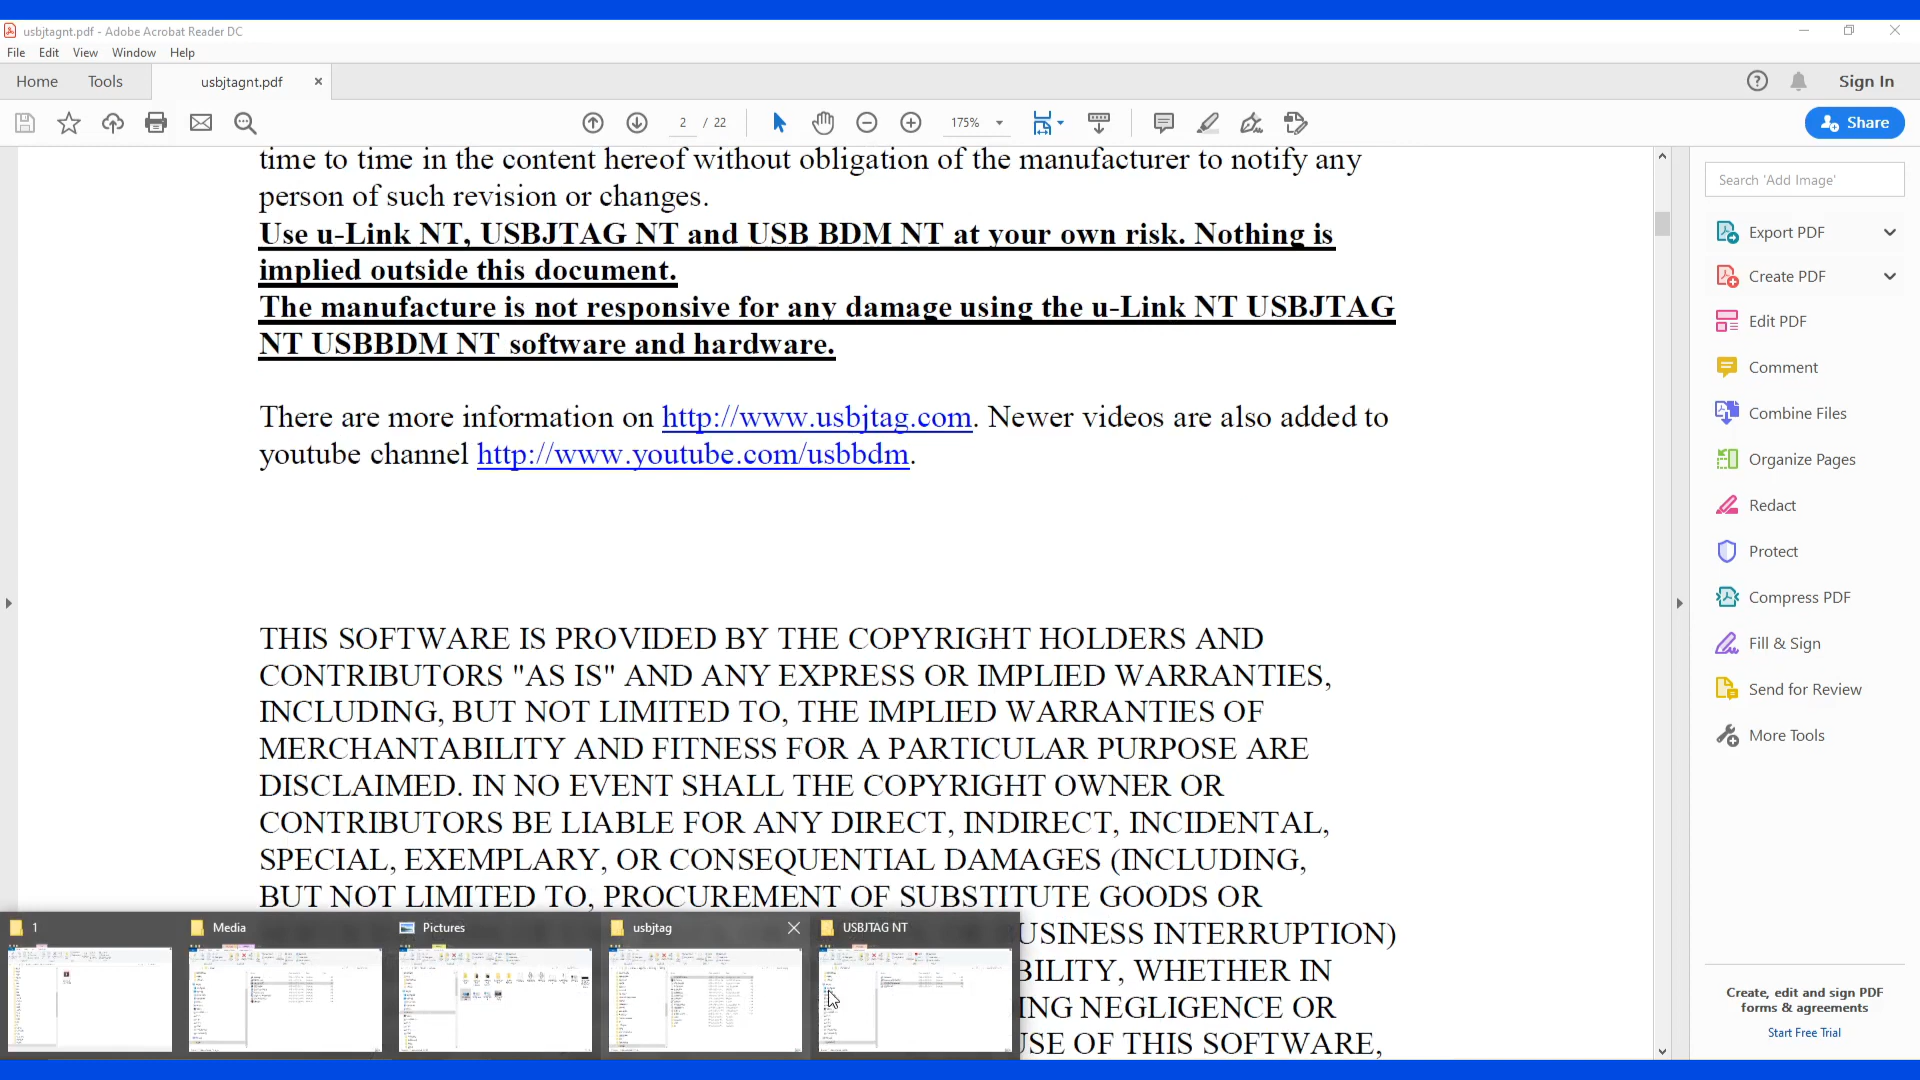 usbjtagnt.pdf - Adobe Acrobat Reader DC
File Edit View Window Help
Home Tools usbjtagnt.pdf × Sign In
2 / 22 175% Share
time to time in the content hereof without obligation of the manufacturer to notify any
person of such revision or changes.
Use u-Link NT, USBJTAG NT and USB BDM NT at your own risk. Nothing is
implied outside this document.
The manufacture is not responsive for any damage using the u-Link NT USBJTAG
NT USBBDM NT software and hardware.
There are more information on http://www.usbjtag.com. Newer videos are also added to
youtube channel http://www.youtube.com/usbbdm.
THIS SOFTWARE IS PROVIDED BY THE COPYRIGHT HOLDERS AND
CONTRIBUTORS "AS IS" AND ANY EXPRESS OR IMPLIED WARRANTIES,
INCLUDING, BUT NOT LIMITED TO, THE IMPLIED WARRANTIES OF
MERCHANTABILITY AND FITNESS FOR A PARTICULAR PURPOSE ARE
DISCLAIMED. IN NO EVENT SHALL THE COPYRIGHT OWNER OR
CONTRIBUTORS BE LIABLE FOR ANY DIRECT, INDIRECT, INCIDENTAL,
SPECIAL, EXEMPLARY, OR CONSEQUENTIAL DAMAGES (INCLUDING,
BUT NOT LIMITED TO, PROCUREMENT OF SUBSTITUTE GOODS OR
USINESS INTERRUPTION)
BILITY, WHETHER IN
ING NEGLIGENCE OR
USE OF THIS SOFTWARE,
1 Media Pictures usbjtag USBJTAG NT
Search 'Add Image'
Export PDF
Create PDF
Edit PDF
Comment
Combine Files
Organize Pages
Redact
Protect
Compress PDF
Fill & Sign
Send for Review
More Tools
Create, edit and sign PDF
forms & agreements
Start Free Trial